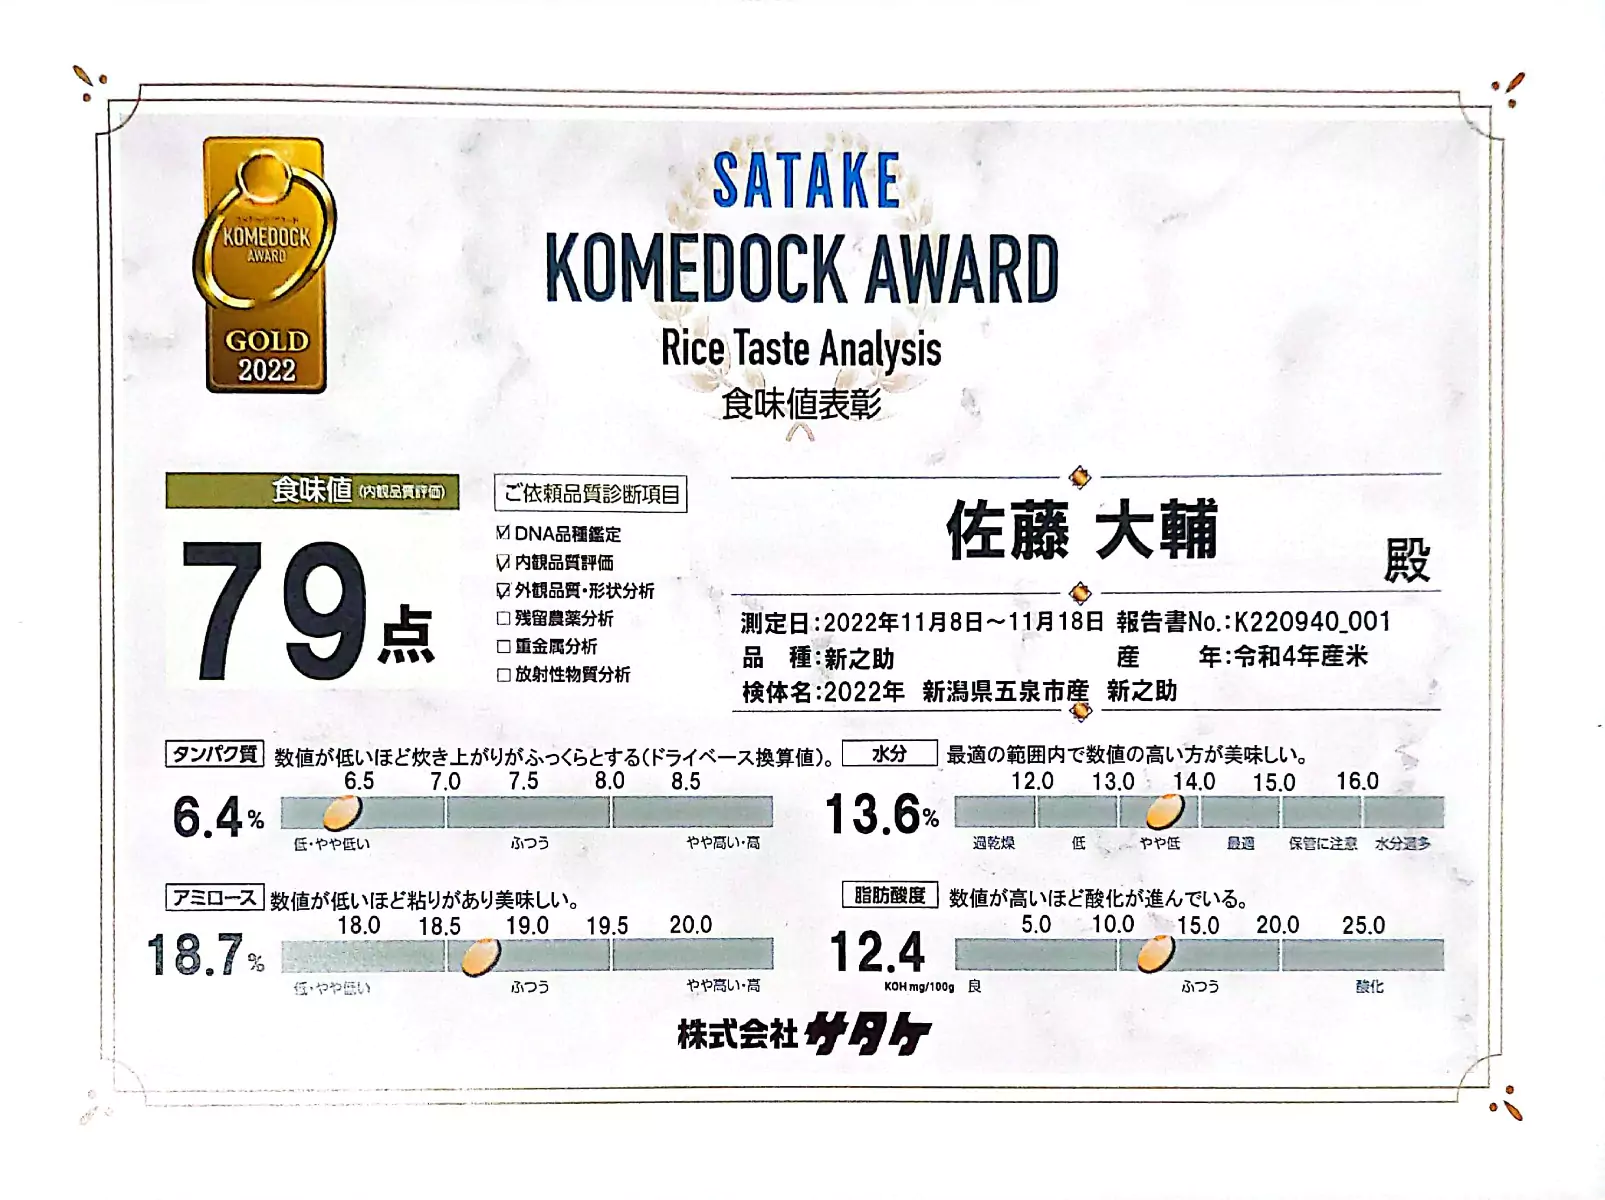 KOMEDOCK
AWARD
GOLD
2022
SATAKE
KOMEDOCK AWARD
Rice Taste Analysis
食味値表彰
食味値(内観品質評価)
79点
ご依頼品質診断項目
☑DNA品種鑑定
☑内観品質評価
☑外観品質・形状分析
□残留農薬分析
□重金属分析
□放射性物質分析
佐藤 大輔 殿
測定日:2022年11月8日～11月18日 報告書No.:K220940_001
品 種:新之助 産 年:令和4年産米
検体名:2022年 新潟県五泉市産 新之助
タンパク質 数値が低いほど炊き上がりがふっくらとする(ドライベース換算値)。
6.5 7.0 7.5 8.0 8.5
6.4%
低・やや低い ふつう やや高い・高
水分 最適の範囲内で数値の高い方が美味しい。
12.0 13.0 14.0 15.0 16.0
13.6%
過乾燥 低 やや低 最適 保管に注意 水分過多
アミロース 数値が低いほど粘りがあり美味しい。
18.0 18.5 19.0 19.5 20.0
18.7%
低・やや低い ふつう やや高い・高
脂肪酸度 数値が高いほど酸化が進んでいる。
5.0 10.0 15.0 20.0 25.0
12.4
KOH mg/100g 良 ふつう 酸化
株式会社サタケ